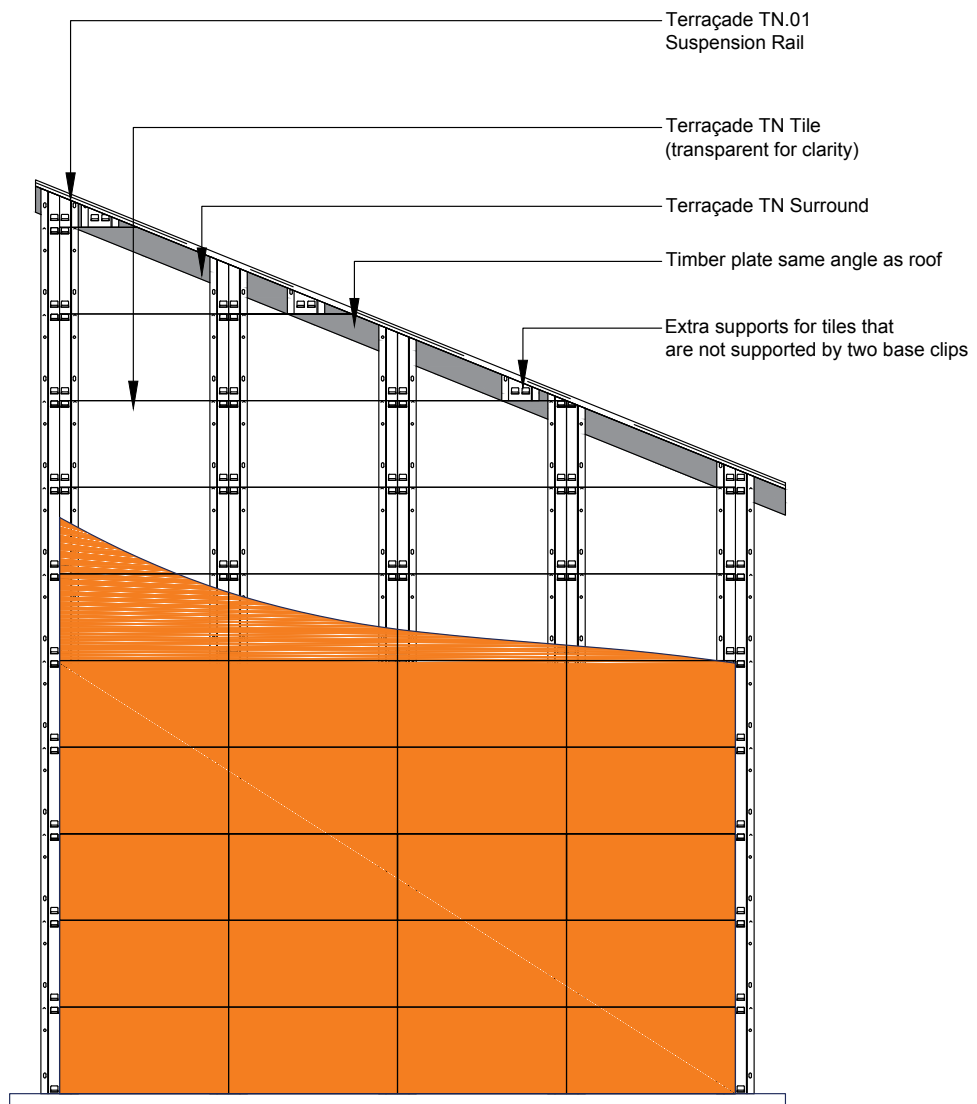 Terraçade TN.01
Suspension Rail
Terraçade TN Tile
(transparent for clarity)
Terraçade TN Surround
Timber plate same angle as roof
Extra supports for tiles that
are not supported by two base clips